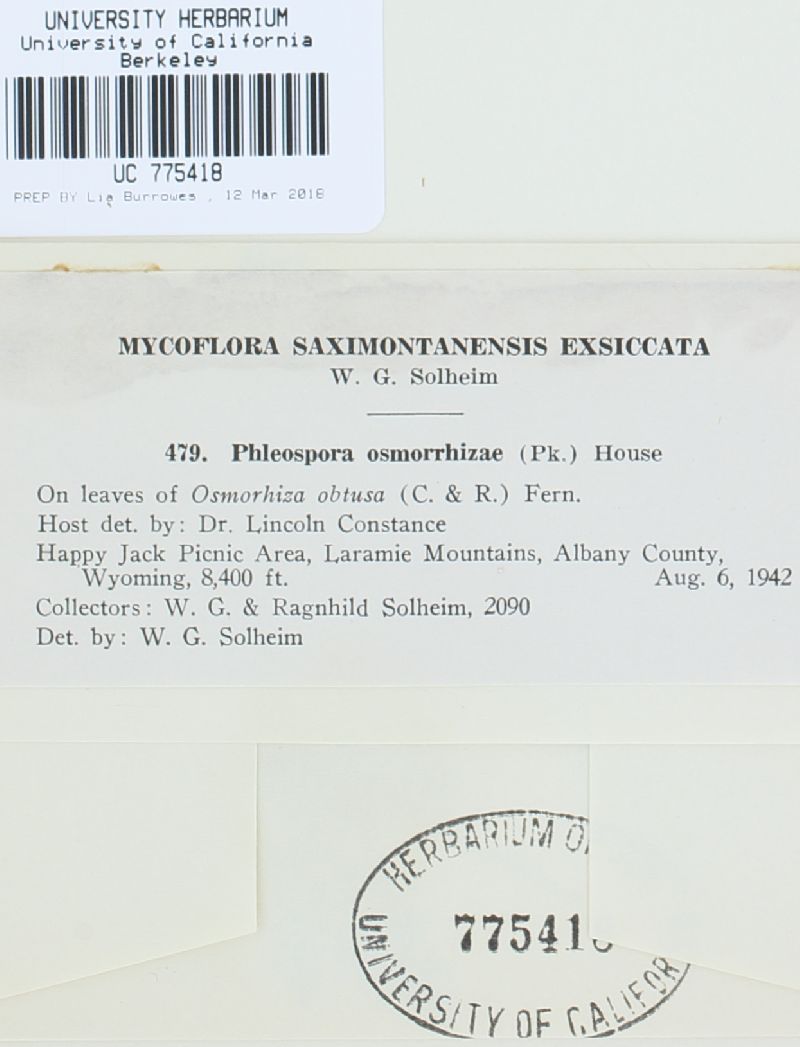 UNIVERSITY HERBARIUM
University of California
Berkeley
UC 775418
PREP BY Lia Burrowes , 12 Mar 2018
MYCOFLORA SAXIMONTANENSIS EXSICCATA
W. G. Solheim
479. Phleospora osmorrhizae (Pk.) House
On leaves of Osmorhiza obtusa (C. & R.) Fern.
Host det. by: Dr. Lincoln Constance
Happy Jack Picnic Area, Laramie Mountains, Albany County,
Wyoming, 8,400 ft. Aug. 6, 1942
Collectors: W. G. & Ragnhild Solheim, 2090
Det. by: W. G. Solheim
HERBARIUM O
77541
UNIVERSITY OF CALIFOR